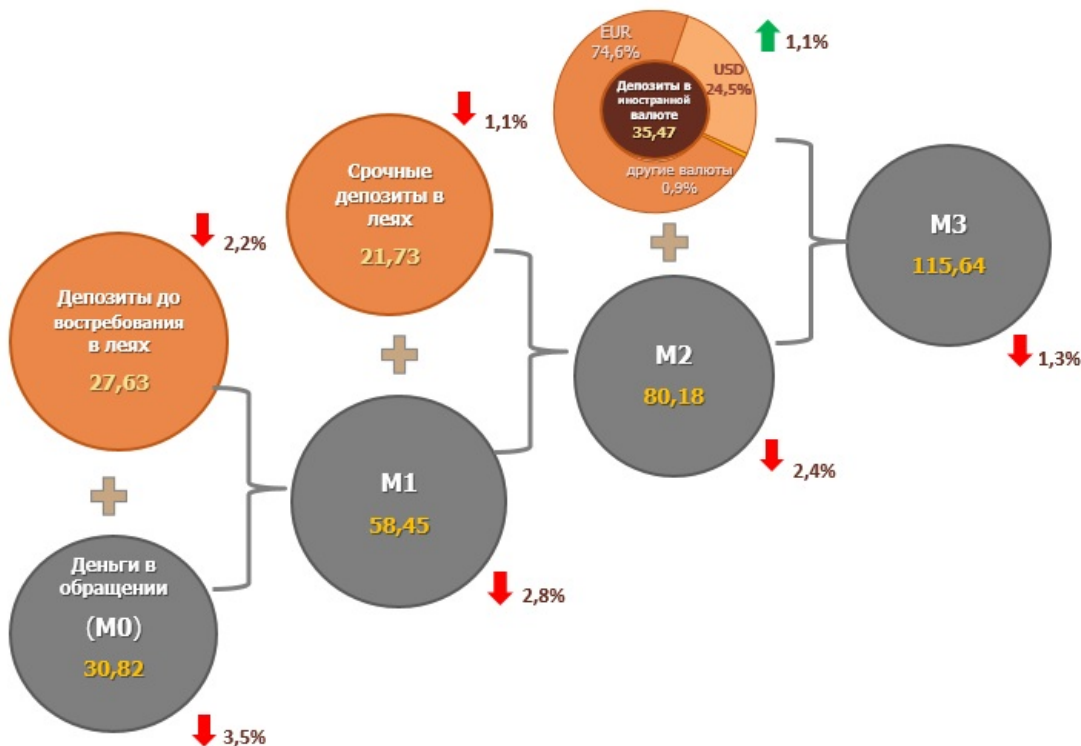 EUR
74,6%
USD
24,5%
Депозиты в
иностранной
валюте
35,47
другие валюты
0,9%
1,1%
1,1%
Срочные
депозиты в
леях
21,73
2,2%
Депозиты до
востребования
в леях
27,63
M3
115,64
1,3%
M2
80,18
2,4%
M1
58,45
2,8%
Деньги в
обращении
(M0)
30,82
3,5%